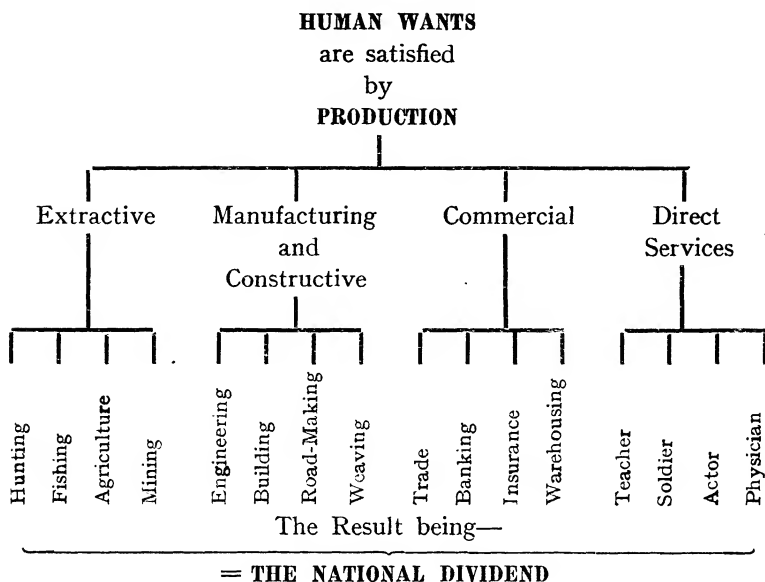 HUMAN WANTS
are satisfied
by
PRODUCTION
Extractive
Manufacturing
and
Constructive
Commercial
Direct
Services
Hunting
Fishing
Agriculture
Mining
Engineering
Building
Road-Making
Weaving
Trade
Banking
Insurance
Warehousing
Teacher
Soldier
Actor
Physician
The Result being—
= THE NATIONAL DIVIDEND